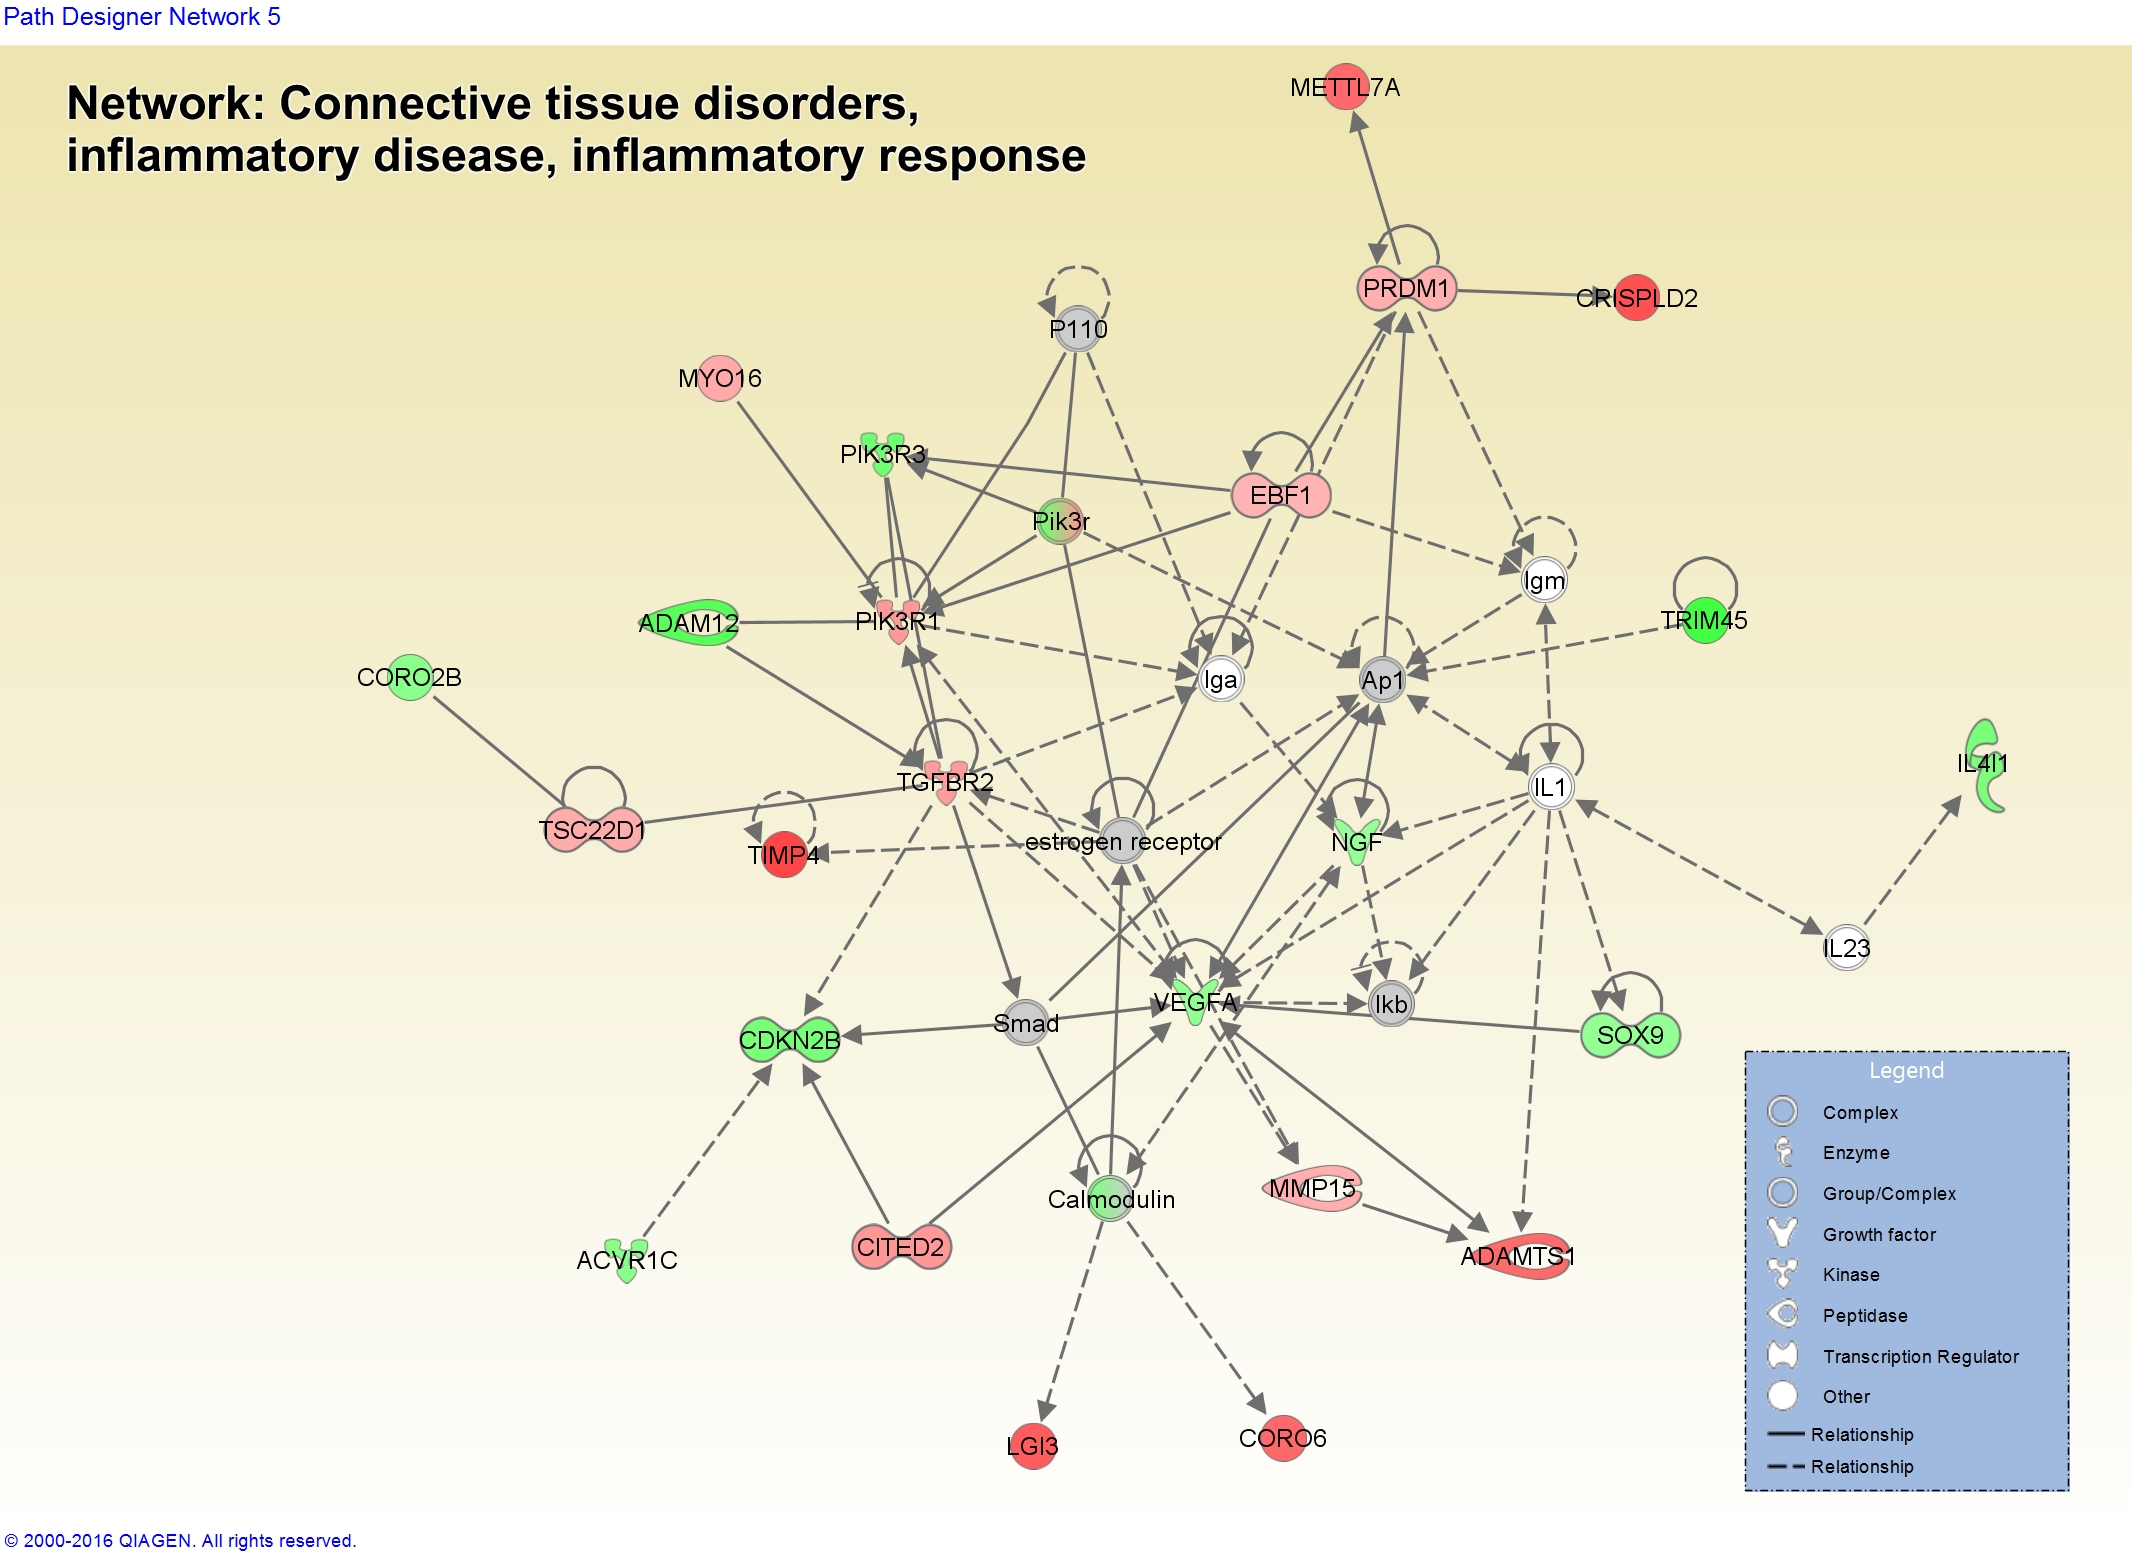 Path Designer Network 5
Network: Connective tissue disorders,
inflammatory disease, inflammatory response
METTL7A
PRDM1
CRISPLD2
P110
MYO16
PIK3R3
EBF1
Pik3r
Igm
ADAM12
PIK3R1
TRIM45
CORO2B
Iga
Ap1
IL4I1
TGFBR2
IL1
TSC22D1
TIMP4
estrogen receptor
NGF
IL23
VEGFA
Ikb
Smad
CDKN2B
SOX9
Calmodulin
MMP15
ACVR1C
CITED2
ADAMTS1
LGI3
CORO6
Legend
Complex
Enzyme
Group/Complex
Growth factor
Kinase
Peptidase
Transcription Regulator
Other
Relationship
Relationship
© 2000-2016 QIAGEN. All rights reserved.